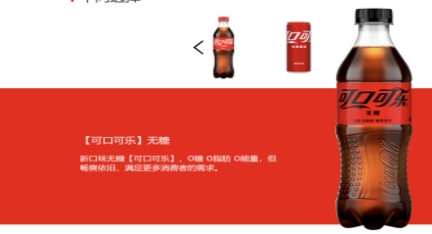 可口可乐
无糖
【可口可乐】无糖
新口味无糖【可口可乐】，0糖 0脂肪 0能量，但
畅爽依旧，满足更多消费者的需求。